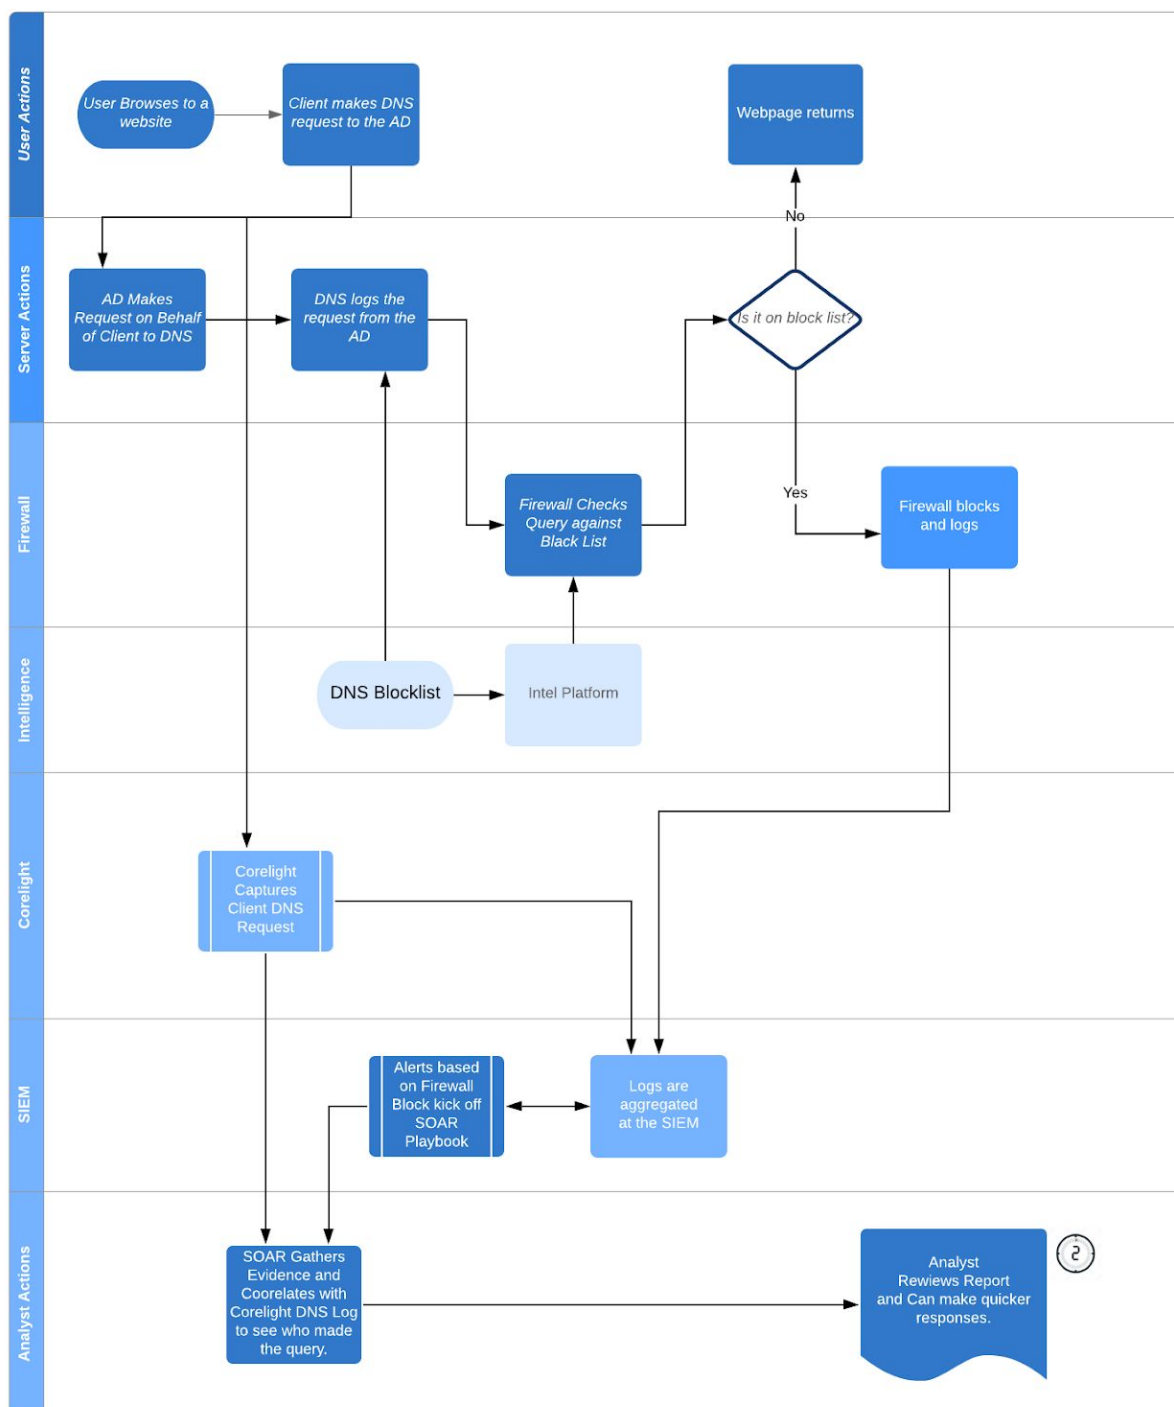 User Actions
User Browses to a
website
Client makes DNS
request to the AD
Webpage returns
No
Server Actions
AD Makes
Request on Behalf
of Client to DNS
DNS logs the
request from the
AD
Is it on block list?
Firewall
Firewall Checks
Query against
Black List
Yes
Firewall blocks
and logs
Intelligence
DNS Blocklist
Intel Platform
Corelight
Corelight
Captures
Client DNS
Request
SIEM
Alerts based
on Firewall
Block kick off
SOAR
Playbook
Logs are
aggregated
at the SIEM
Analyst Actions
SOAR Gathers
Evidence and
Coorelates with
Corelight DNS Log
to see who made
the query.
Analyst
Rewiews Report
and Can make quicker
responses.
2